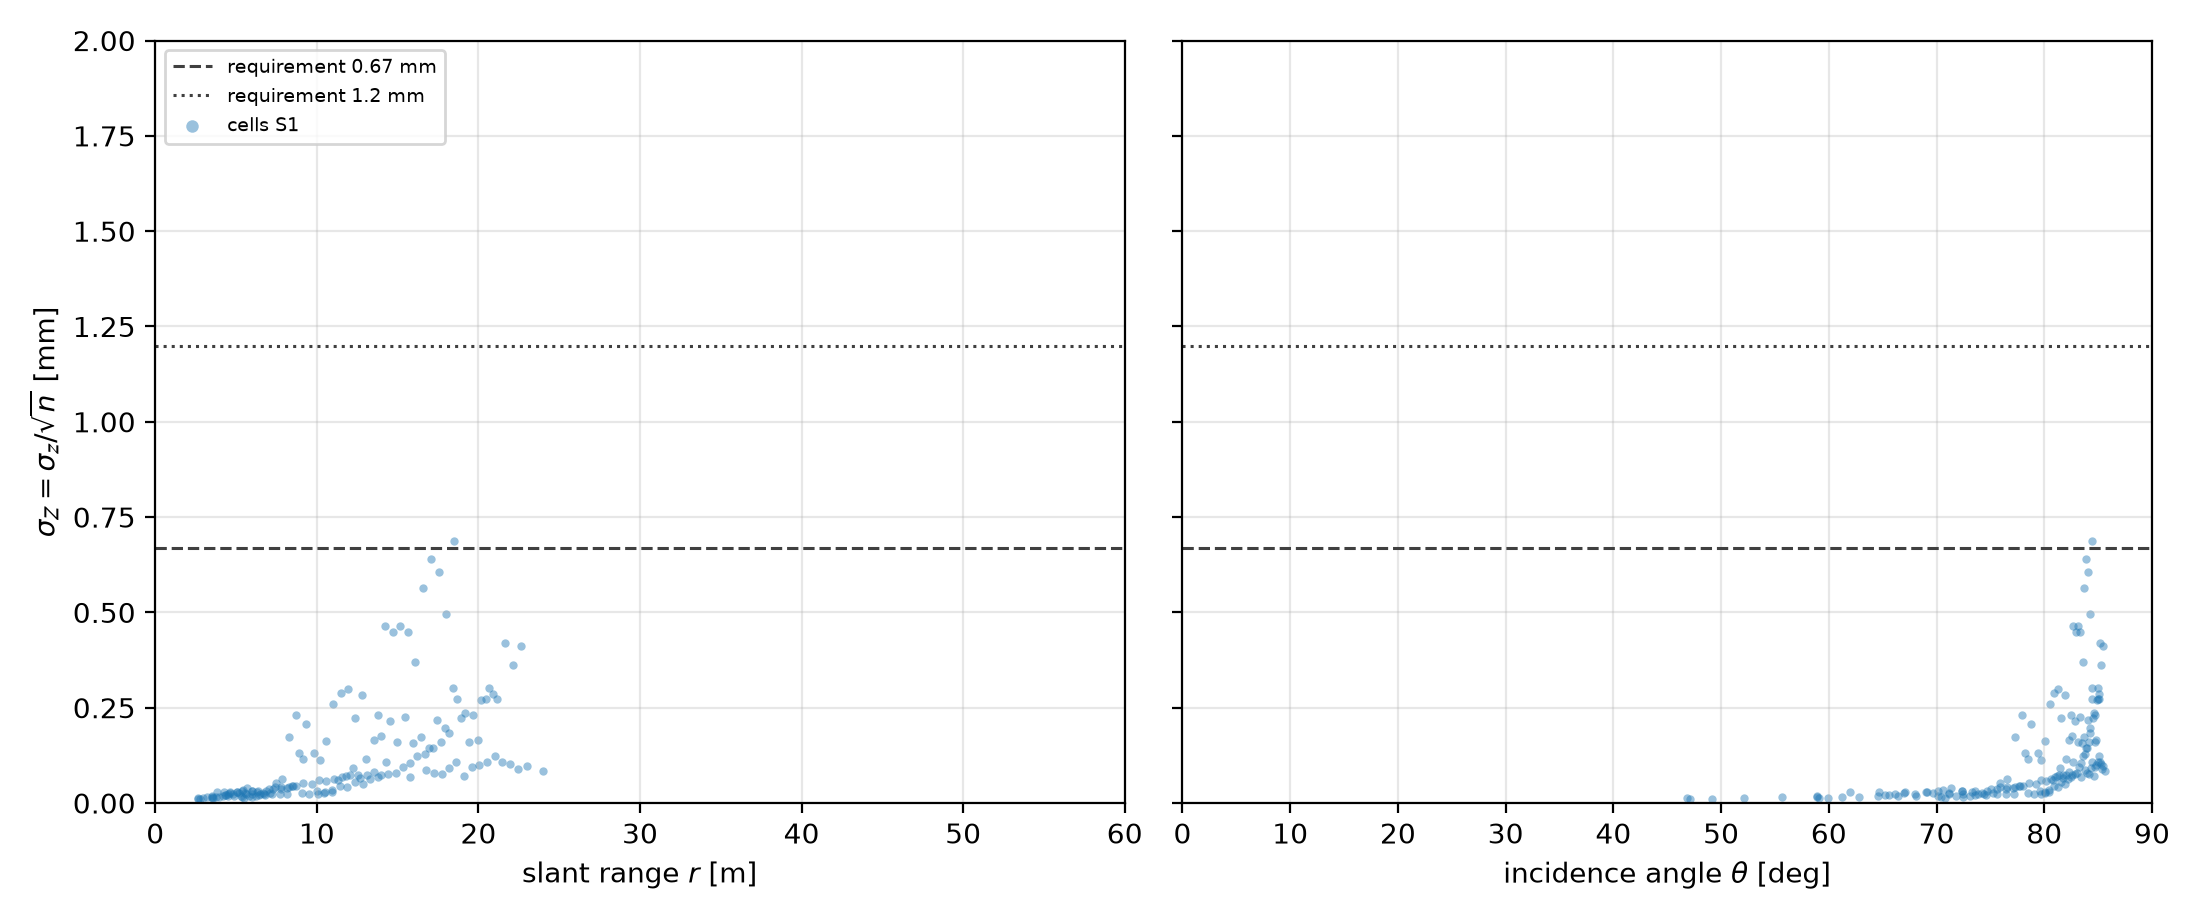 2.00
1.75
1.50
1.25
1.00
0.75
0.50
0.25
0.00
σ_Z = σ_z/√n [mm]
requirement 0.67 mm
requirement 1.2 mm
cells S1
0 10 20 30 40 50 60
slant range r [m]
0 10 20 30 40 50 60 70 80 90
incidence angle θ [deg]